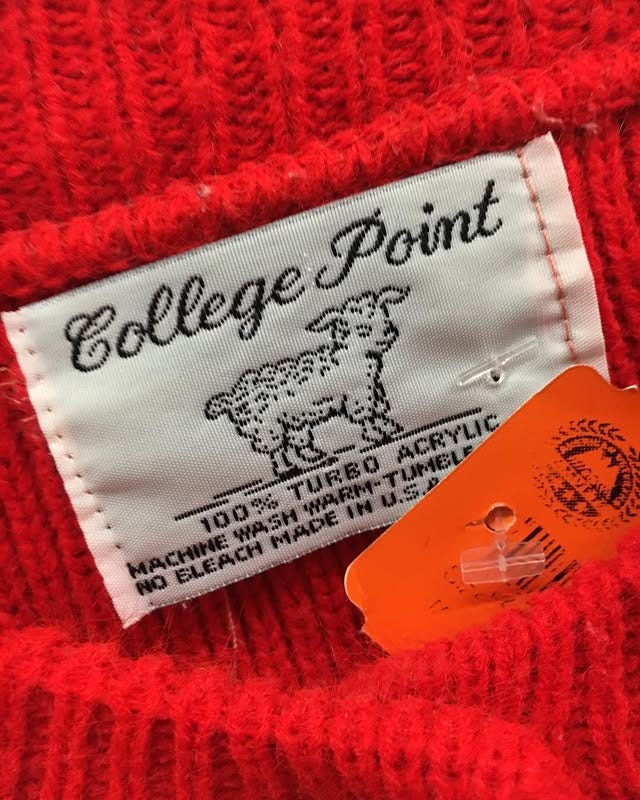 College Point
100% TURBO ACRYLIC
MACHINE WASH WARM-TUMBLE
NO BLEACH MADE IN U.S.A